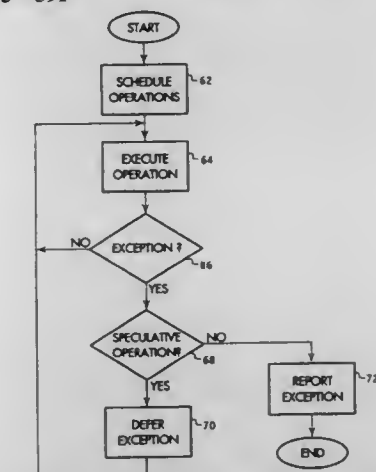 START
SCHEDULE
OPERATIONS
62
EXECUTE
OPERATION
64
EXCEPTION ?
NO
66
YES
SPECULATIVE
OPERATION?
NO
68
YES
REPORT
EXCEPTION
72
DEFER
EXCEPTION
70
END